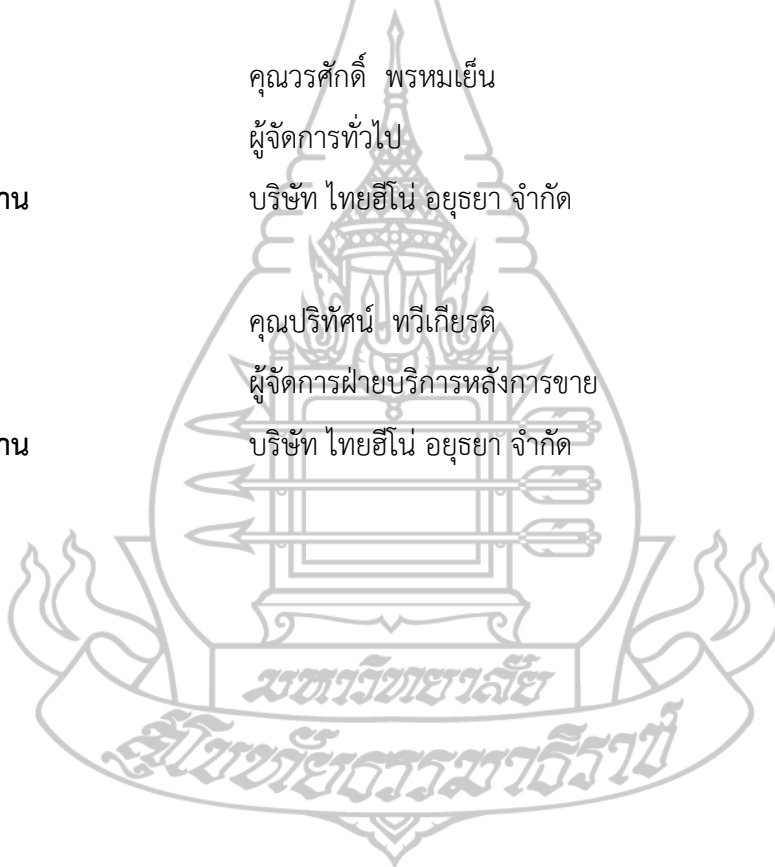 คุณวรศักดิ์ พรหมเย็น
ผู้จัดการทั่วไป
าน บริษัท ไทยฮีโน่ อยุธยา จำกัด
คุณปริทัศน์ ทวีเกียรติ
ผู้จัดการฝ่ายบริการหลังการขาย
าน บริษัท ไทยฮีโน่ อยุธยา จำกัด
มหาวิทยาลัย
สุโขทัยธรรมาธิราช